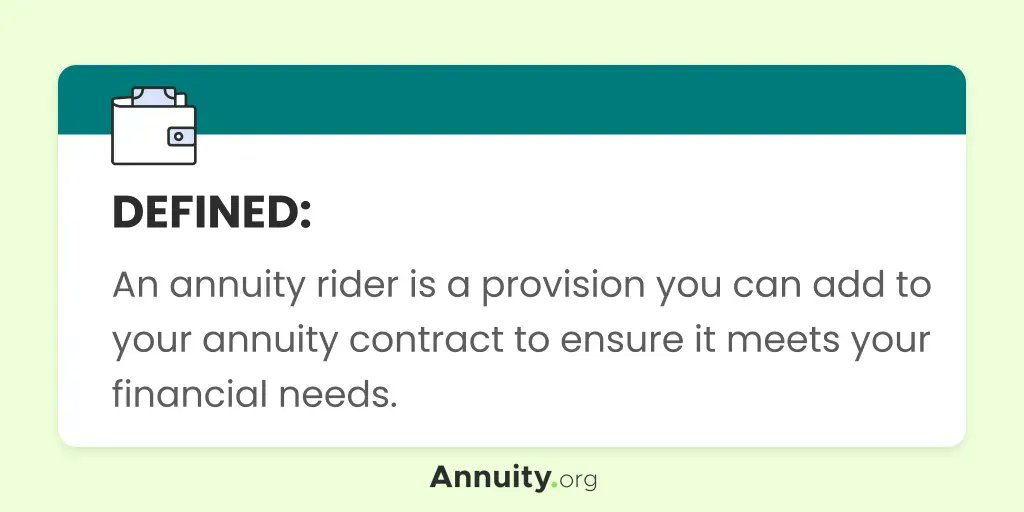 DEFINED:
An annuity rider is a provision you can add to
your annuity contract to ensure it meets your
financial needs.
Annuity.org